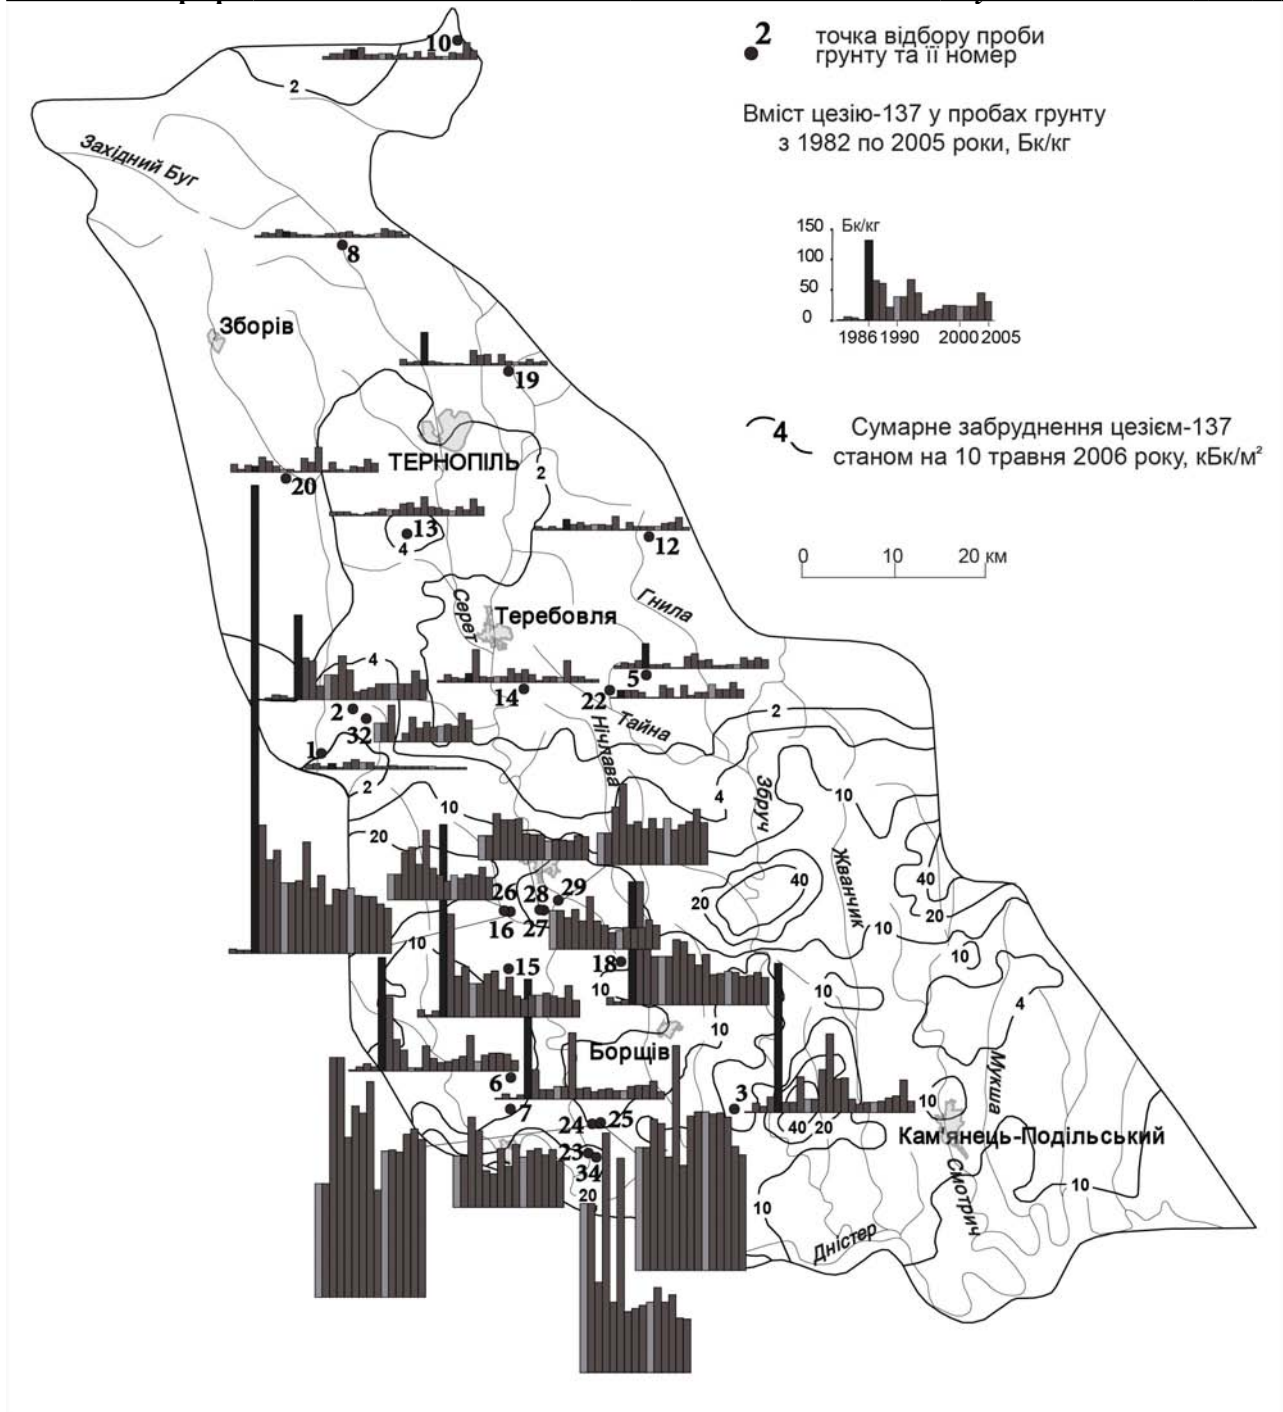 2 точка відбору проби
грунту та її номер
Вміст цезію-137 у пробах грунту
з 1982 по 2005 роки, Бк/кг
150 Бк/кг
100
50
0
1986 1990 2000 2005
4 Сумарне забруднення цезієм-137
станом на 10 травня 2006 року, кБк/м²
0 10 20 км
10
2
Західний Буг
8
Зборів
19
ТЕРНОПІЛЬ
2
20
13
4
12
Гнила
Серет
Теребовля
4
5
14
22
2
32
Тайна
2
Нічлава
1
2
Збруч
4
10
10
20
Жванчик
40
40
20
20
26 28 29
16 27
10
10
10
15
18
10
10
4
10
Борщів
Мукша
6
3
10
7
24 25
40 20
Кам'янець-Подільський
23
34
20
Смотрич
10
10
Дністер